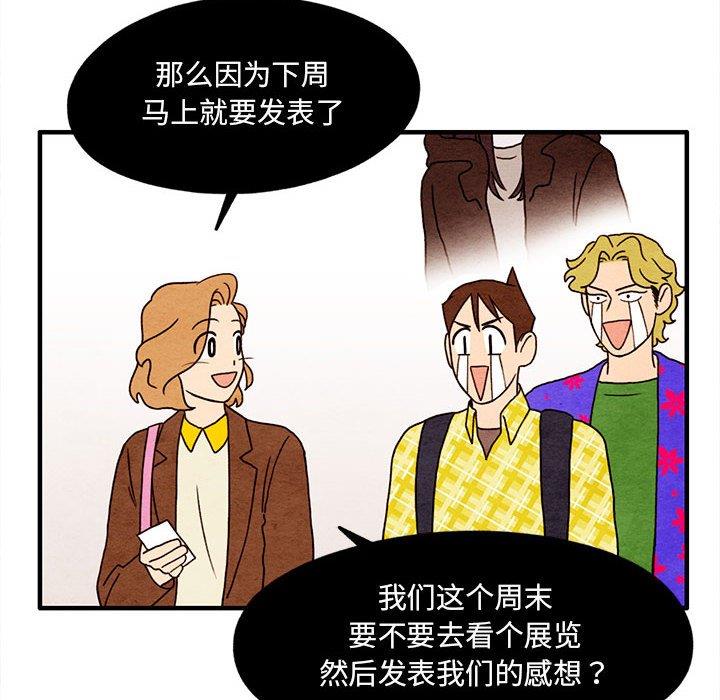 那么因为下周
马上就要发表了
我们这个周末
要不要去看个展览
然后发表我们的感想？